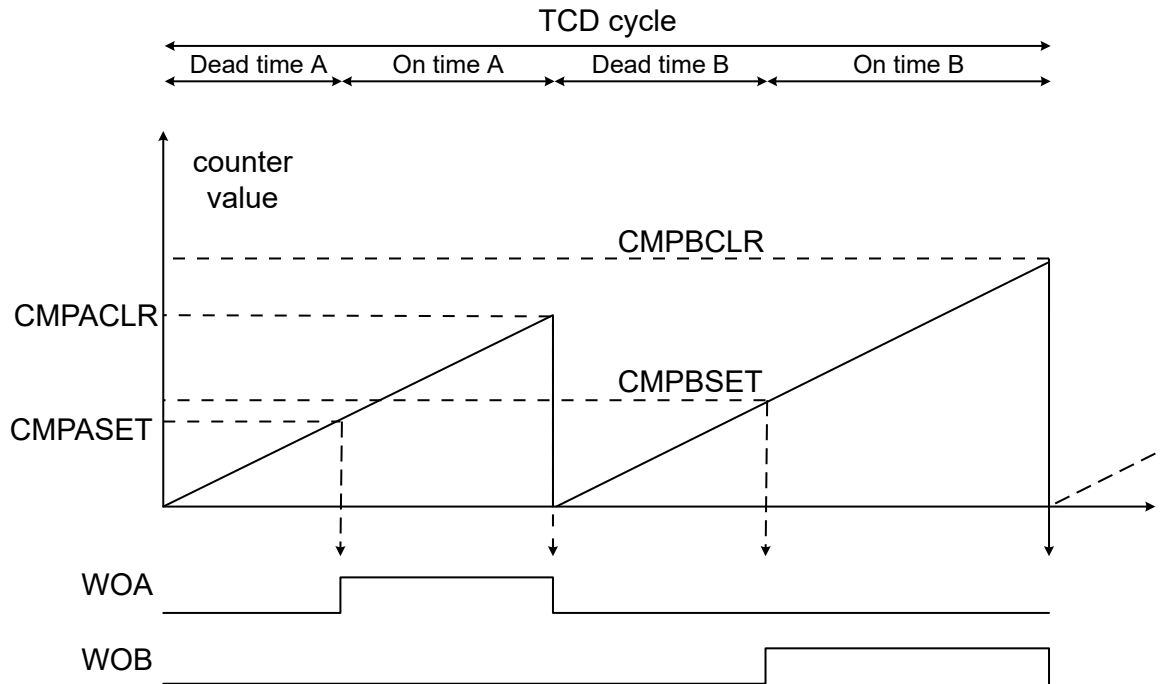 TCD cycle
Dead time A
On time A
Dead time B
On time B
counter
value
CMPBCLR
CMPACLR
CMPBSET
CMPASET
WOA
WOB